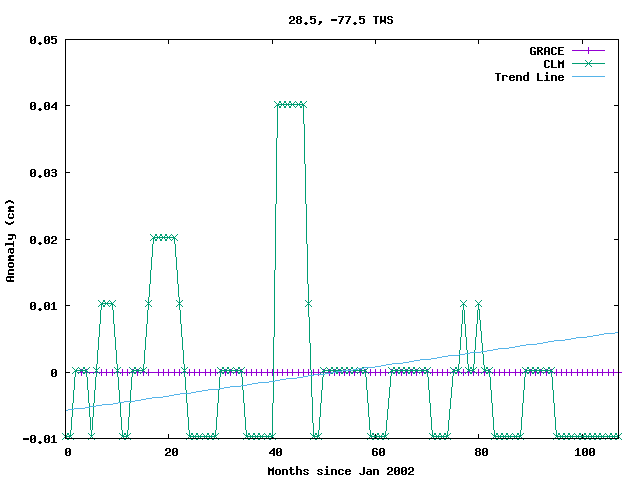 28.5, -77.5 TWS
0.05
GRACE
CLM
Trend Line
0.04
0.03
0.02
0.01
0
-0.01
Anomaly (cm)
0 20 40 60 80 100
Months since Jan 2002